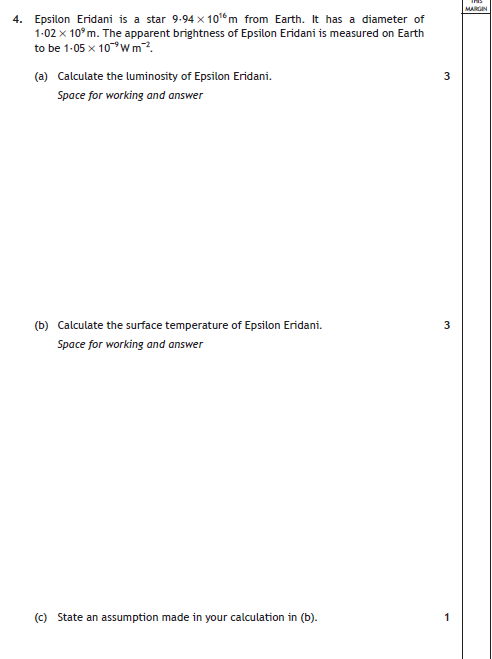 THIS
MARGIN
4. Epsilon Eridani is a star 9·94 × 10¹⁶ m from Earth. It has a diameter of
1·02 × 10⁹ m. The apparent brightness of Epsilon Eridani is measured on Earth
to be 1·05 × 10⁻⁹ W m⁻².
(a) Calculate the luminosity of Epsilon Eridani. 3
Space for working and answer
(b) Calculate the surface temperature of Epsilon Eridani. 3
Space for working and answer
(c) State an assumption made in your calculation in (b). 1